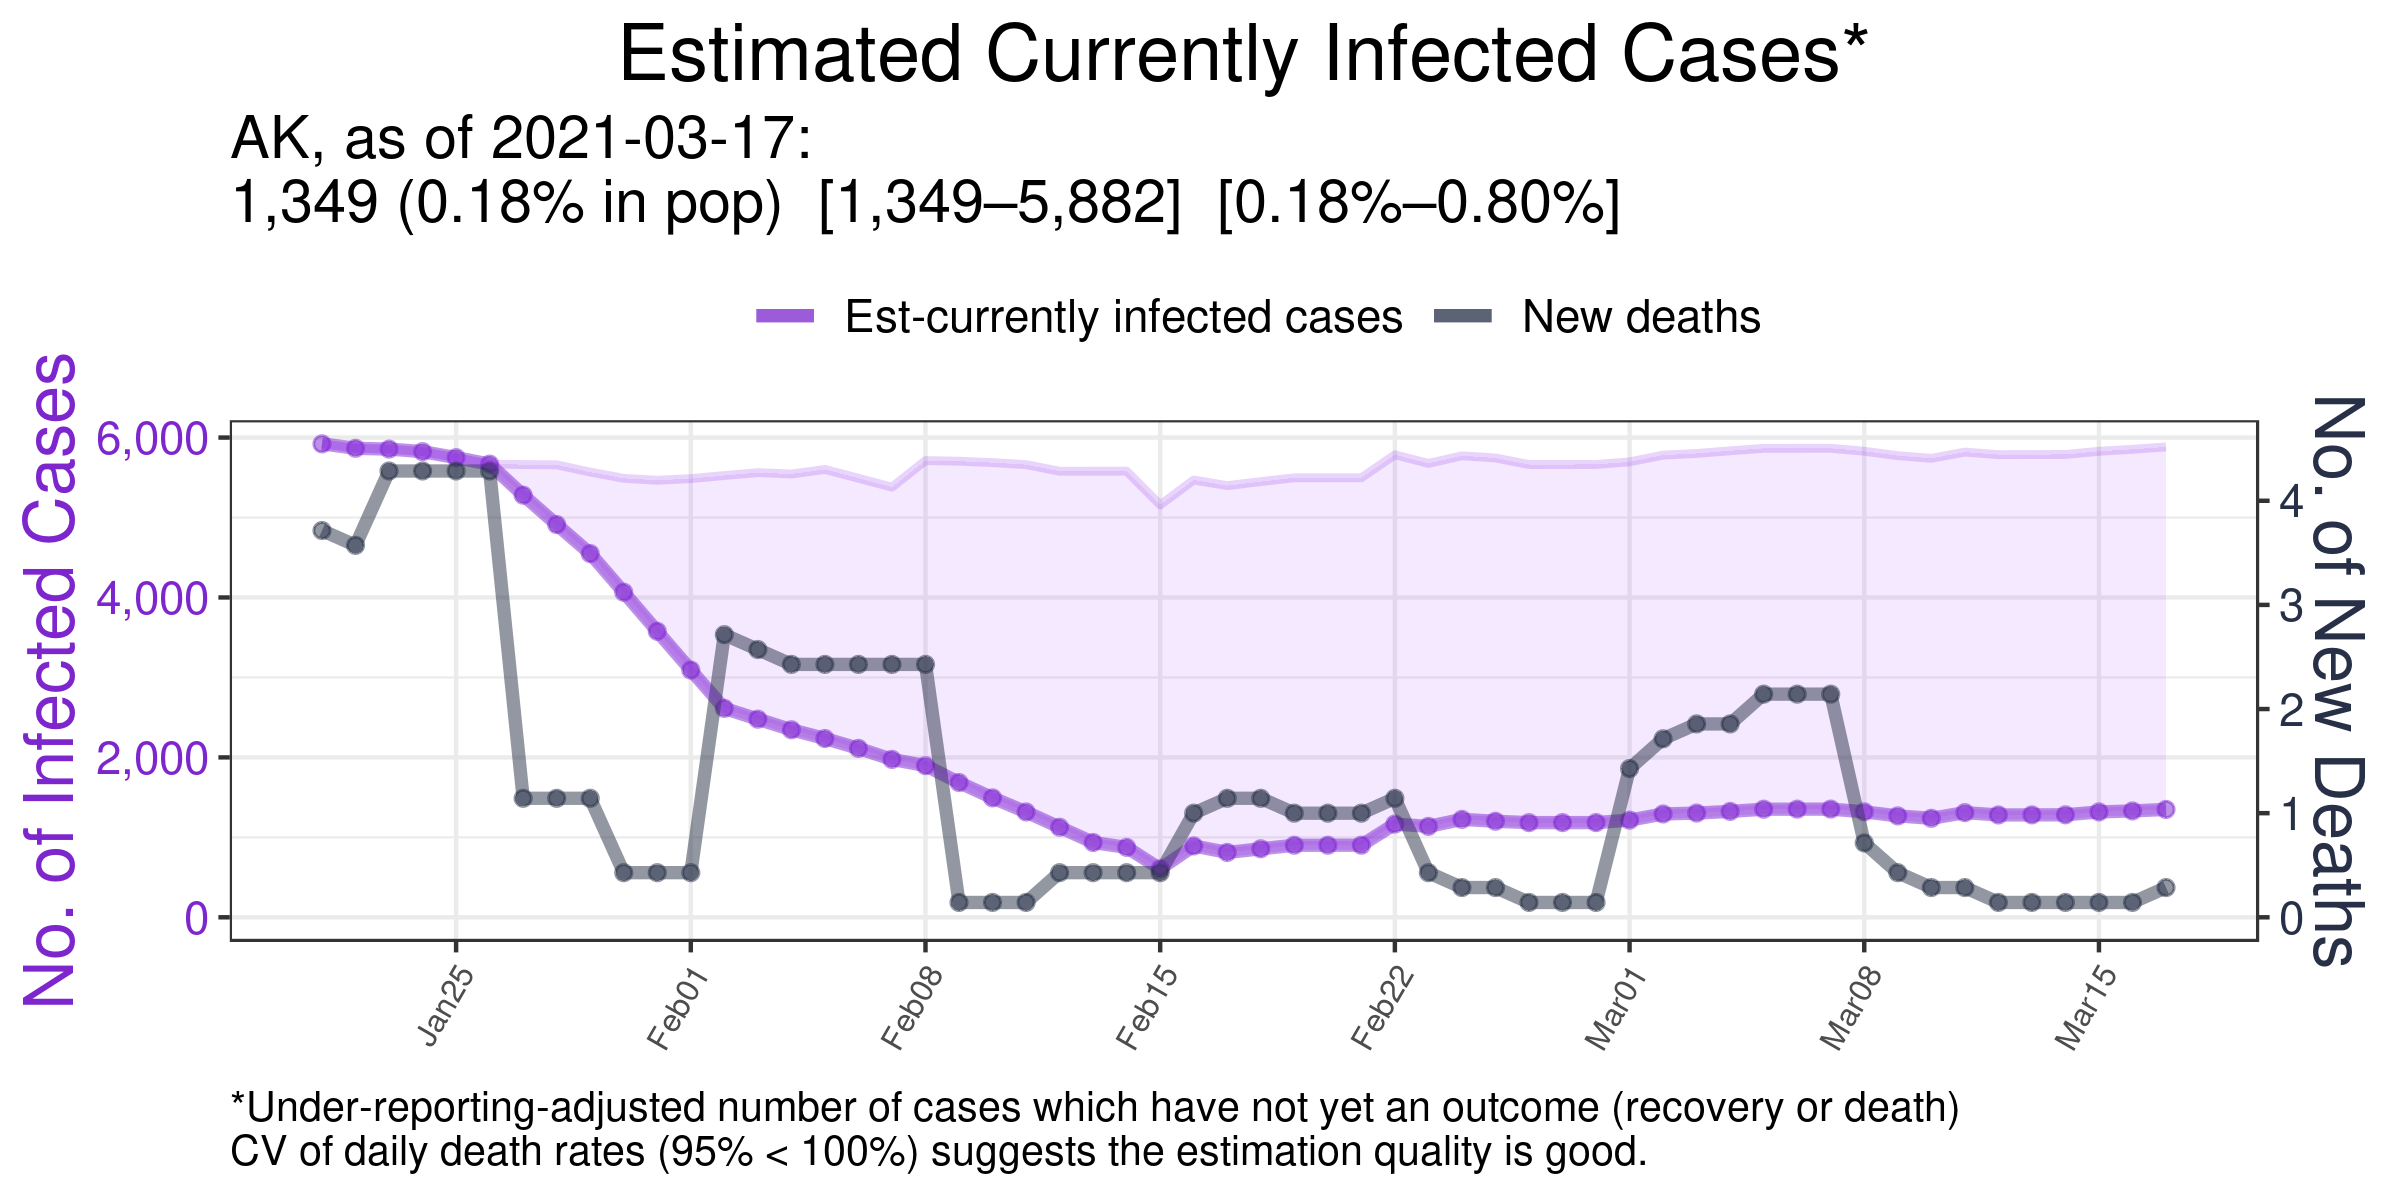 Estimated Currently Infected Cases*
AK, as of 2021-03-17:
1,349 (0.18% in pop)  [1,349–5,882]  [0.18%–0.80%]
Est-currently infected cases
New deaths
No. of Infected Cases
6,000
4,000
2,000
0
No. of New Deaths
4
3
2
1
0
Jan25
Feb01
Feb08
Feb15
Feb22
Mar01
Mar08
Mar15
*Under-reporting-adjusted number of cases which have not yet an outcome (recovery or death)
CV of daily death rates (95% < 100%) suggests the estimation quality is good.